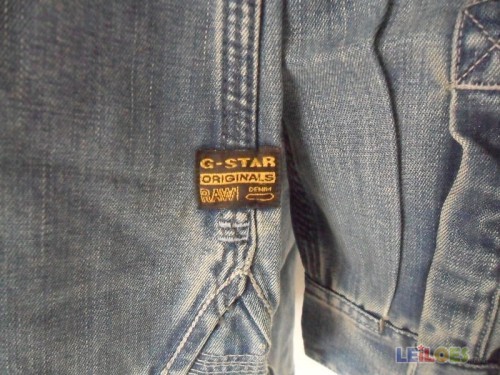 G-STAR
ORIGINALS
RAW DENIM
LEILOES